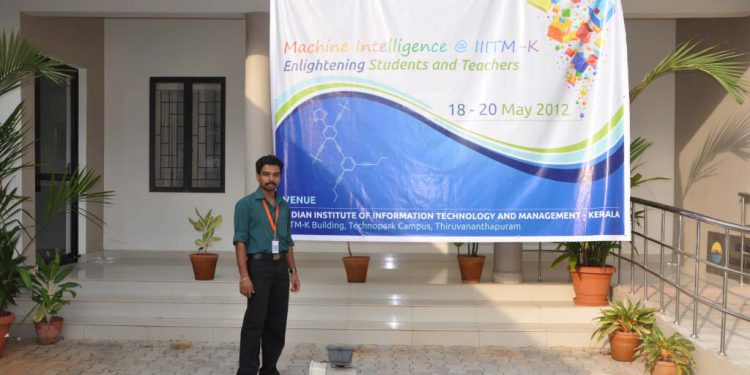 Machine Intelligence @ IIITM-K
Enlightening Students and Teachers
18 - 20 May 2012
VENUE
DIAN INSTITUTE OF INFORMATION TECHNOLOGY AND MANAGEMENT - KERALA
TM-K Building, Technopark Campus, Thiruvananthapuram